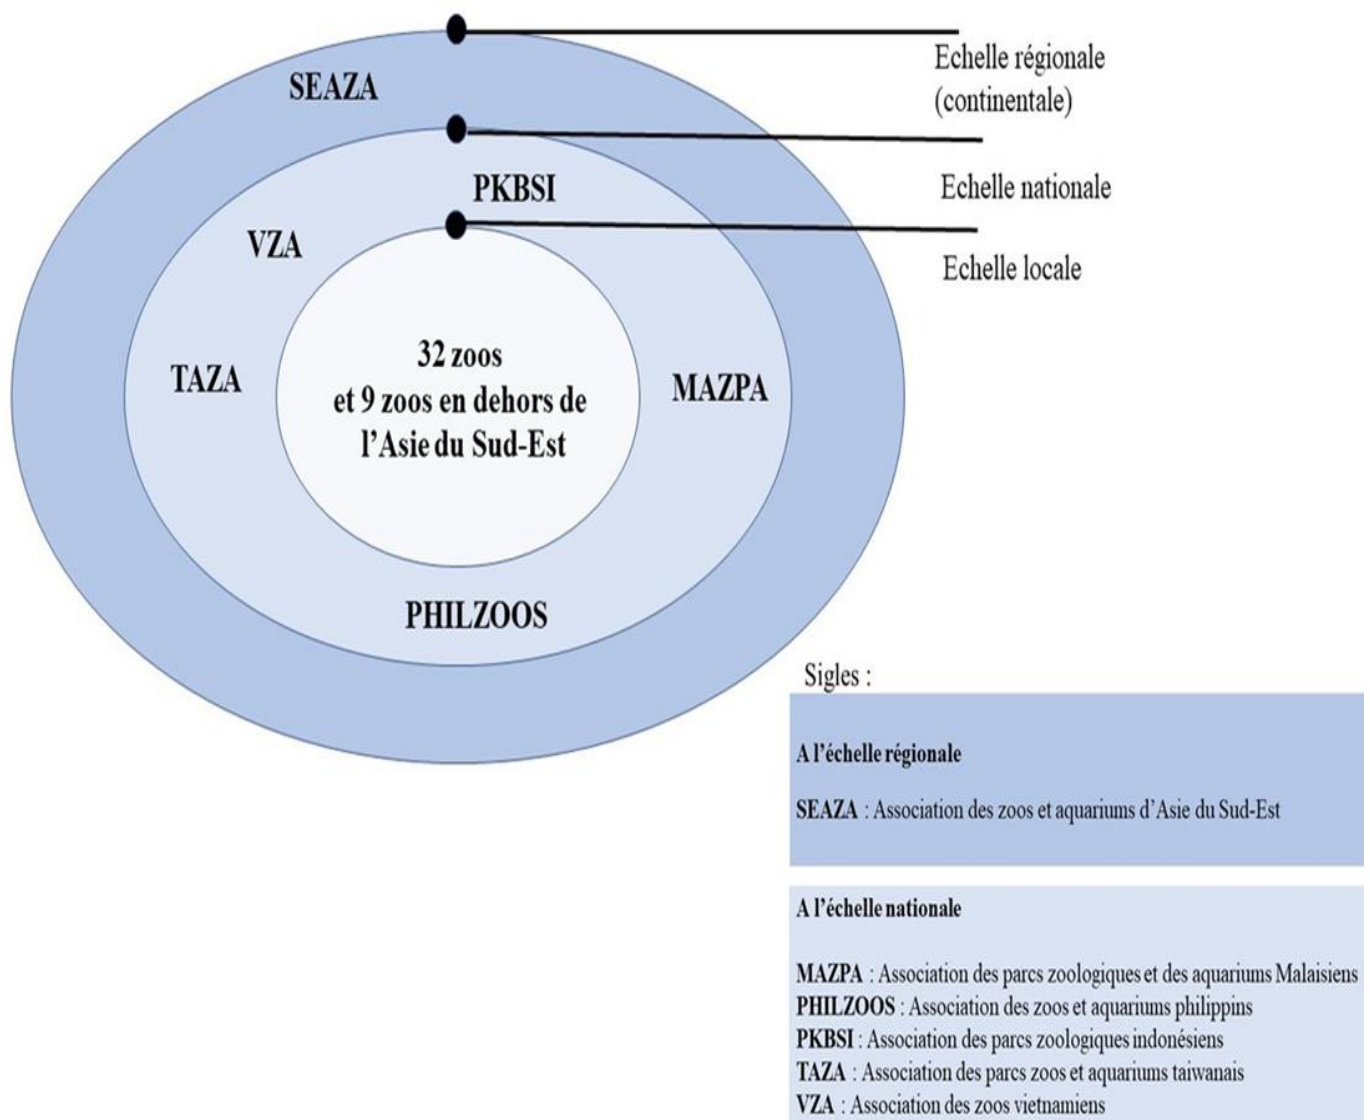 SEAZA
Echelle régionale
(continentale)
PKBSI
Echelle nationale
VZA
Echelle locale
32 zoos
et 9 zoos en dehors de
l'Asie du Sud-Est
TAZA
MAZPA
PHILZOOS
Sigles :
A l'échelle régionale
SEAZA : Association des zoos et aquariums d'Asie du Sud-Est
A l'échelle nationale
MAZPA : Association des parcs zoologiques et des aquariums Malaisiens
PHILZOOS : Association des zoos et aquariums philippins
PKBSI : Association des parcs zoologiques indonésiens
TAZA : Association des parcs zoos et aquariums taiwanais
VZA : Association des zoos vietnamiens